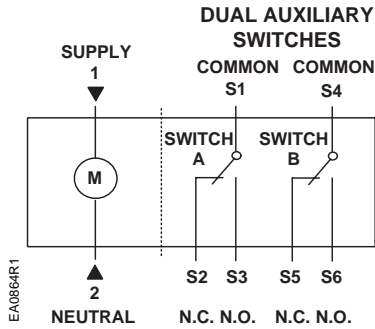 DUAL AUXILIARY
SWITCHES
SUPPLY
1
COMMON COMMON
S1 S4
SWITCH
A
SWITCH
B
M
2
NEUTRAL
S2 S3 S5 S6
N.C. N.O. N.C. N.O.
EA0864R1